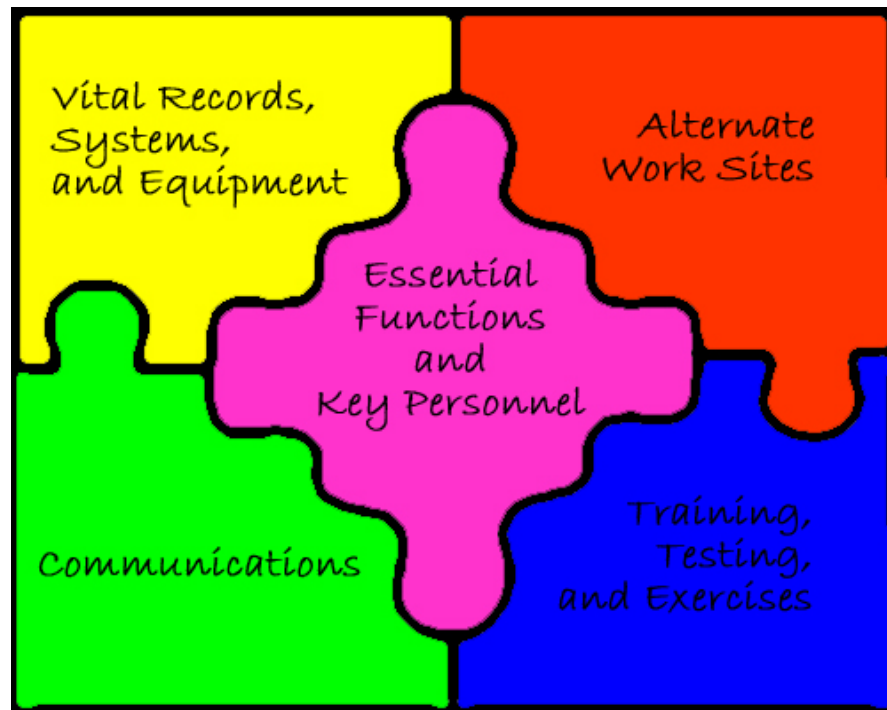 Vital Records,
Systems,
and Equipment
Alternate
Work Sites
Essential
Functions
and
Key Personnel
Communications
Training,
Testing,
and Exercises